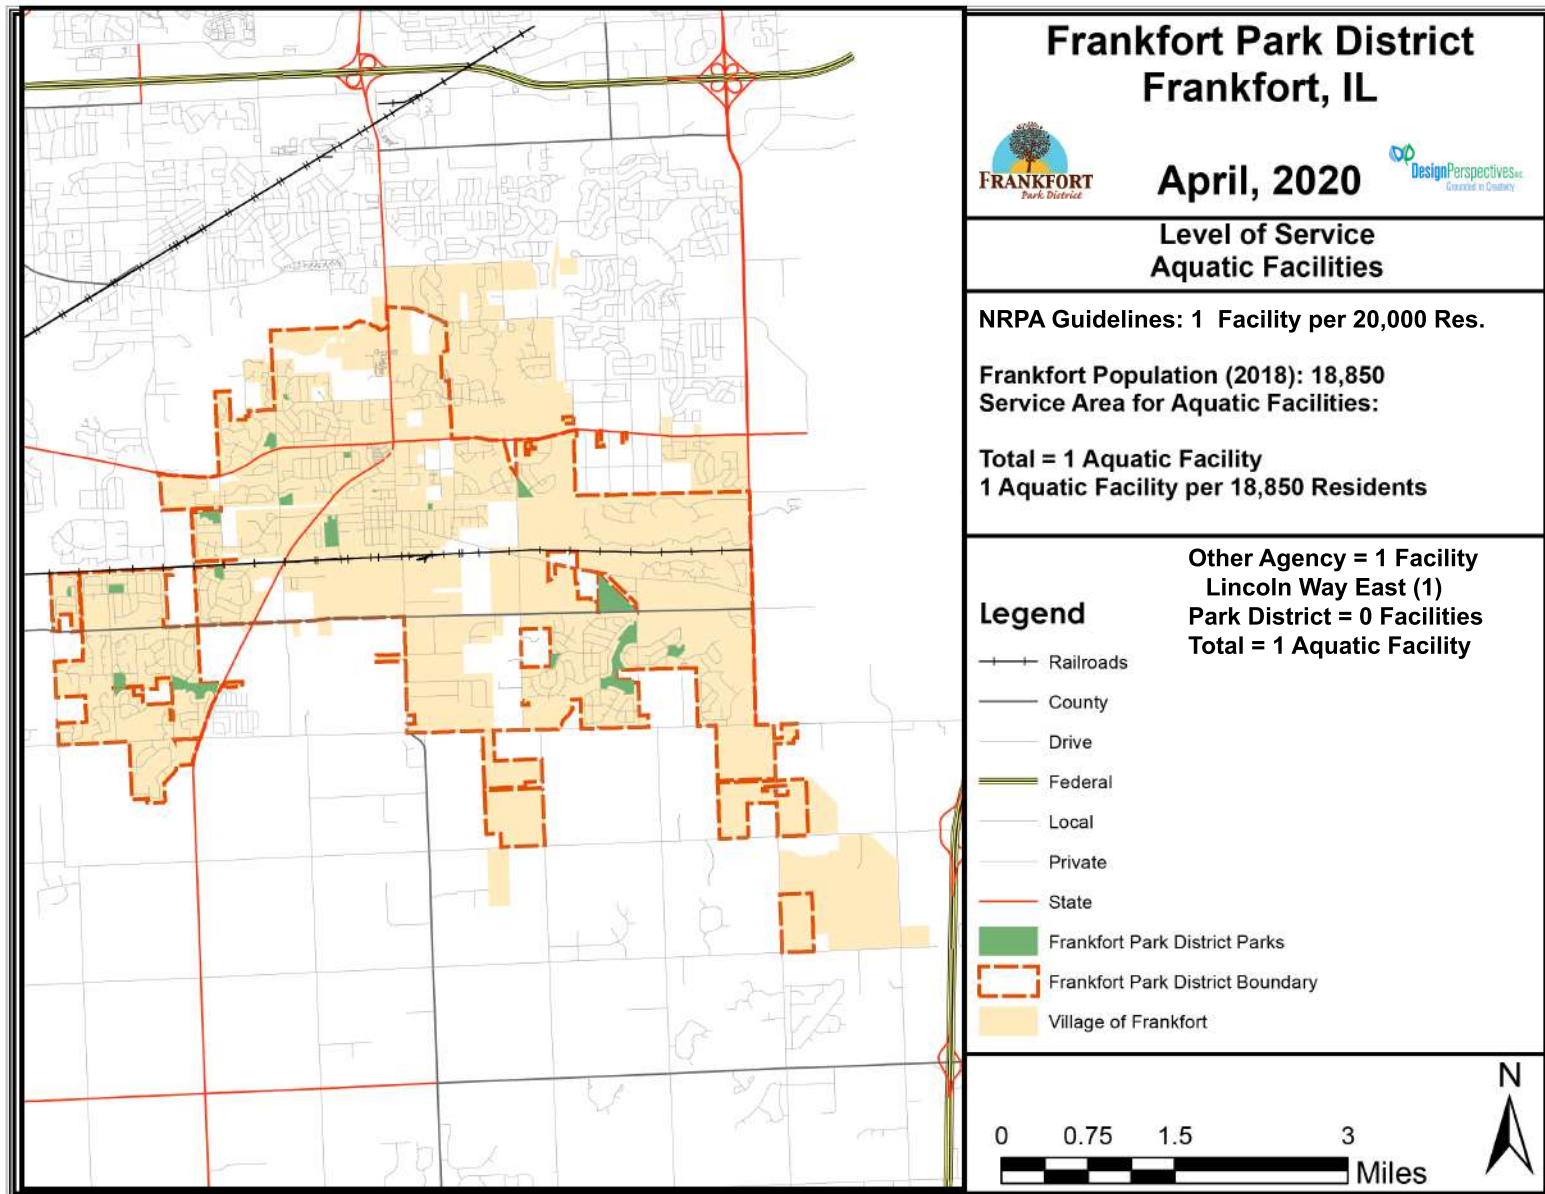 Frankfort Park District
Frankfort, IL
FRANKFORT
Park District
April, 2020
DesignPerspectives INC.
Grounded in Creativity
Level of Service
Aquatic Facilities
NRPA Guidelines: 1 Facility per 20,000 Res.
Frankfort Population (2018): 18,850
Service Area for Aquatic Facilities:
Total = 1 Aquatic Facility
1 Aquatic Facility per 18,850 Residents
Other Agency = 1 Facility
Lincoln Way East (1)
Park District = 0 Facilities
Total = 1 Aquatic Facility
Legend
Railroads
County
Drive
Federal
Local
Private
State
Frankfort Park District Parks
Frankfort Park District Boundary
Village of Frankfort
N
0 0.75 1.5 3
Miles